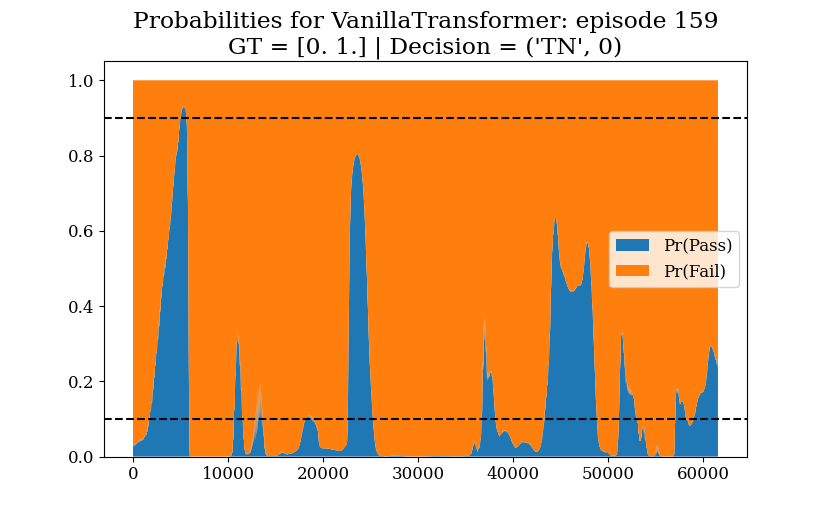 Probabilities for VanillaTransformer: episode 159
GT = [0. 1.] | Decision = ('TN', 0)
1.0
0.8
0.6
0.4
0.2
0.0
Pr(Pass)
Pr(Fail)
0 10000 20000 30000 40000 50000 60000